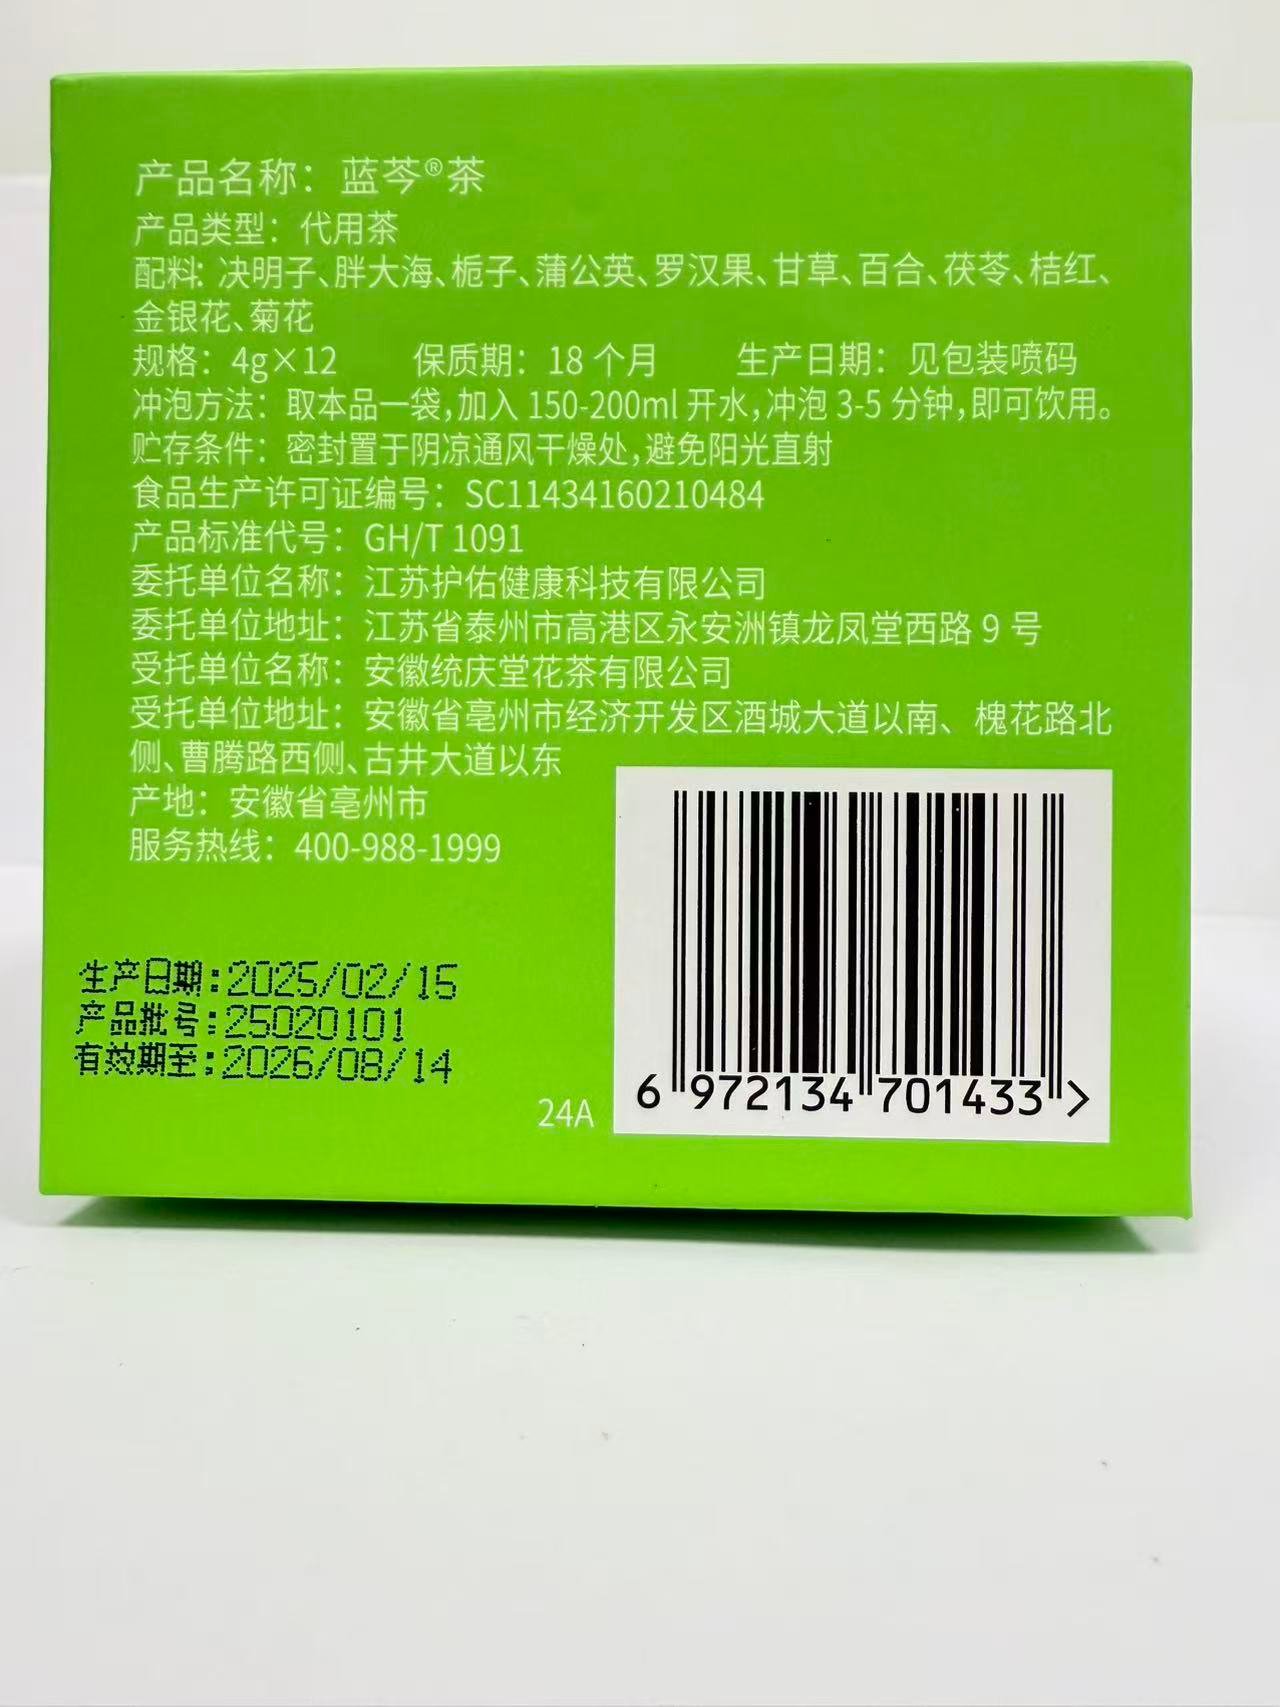 产品名称：蓝芩®茶
产品类型：代用茶
配料：决明子、胖大海、栀子、蒲公英、罗汉果、甘草、百合、茯苓、桔红、
金银花、菊花
规格：4g×12 保质期：18个月 生产日期：见包装喷码
冲泡方法：取本品一袋，加入150-200ml开水，冲泡3-5分钟，即可饮用。
贮存条件：密封置于阴凉通风干燥处，避免阳光直射
食品生产许可证编号：SC11434160210484
产品标准代号：GH/T 1091
委托单位名称：江苏护佑健康科技有限公司
委托单位地址：江苏省泰州市高港区永安洲镇龙凤堂西路9号
受托单位名称：安徽统庆堂花茶有限公司
受托单位地址：安徽省亳州市经济开发区酒城大道以南、槐花路北
侧、曹腾路西侧、古井大道以东
产地：安徽省亳州市
服务热线：400-988-1999
生产日期:2025/02/15
产品批号:25020101
有效期至:2026/08/14
24A
6 972134 701433 >